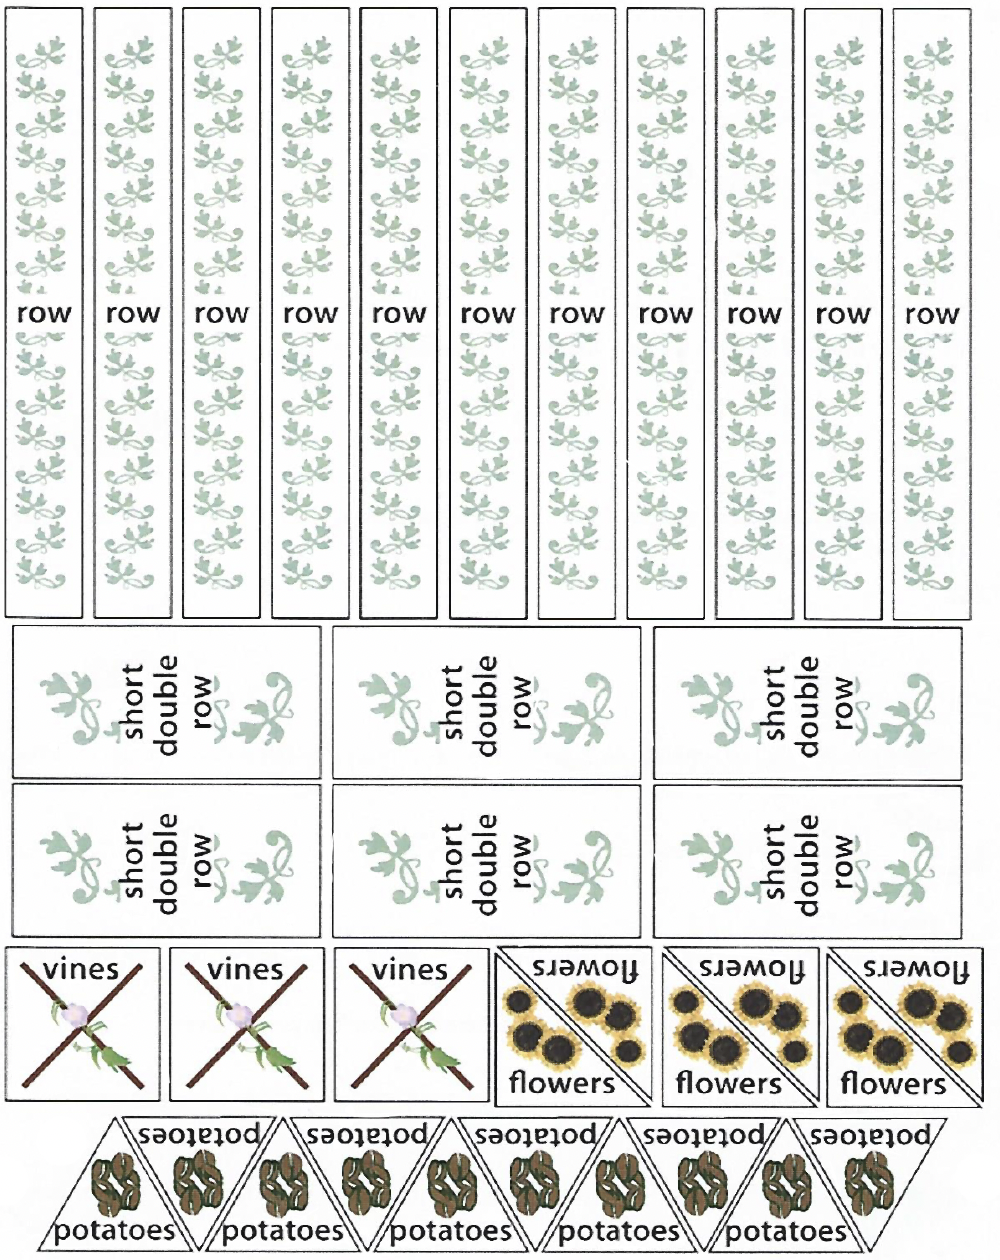 row row row row row row row row row row row
short
double
row
short
double
row
short
double
row
short
double
row
short
double
row
short
double
row
vines vines vines flowers flowers flowers
flowers flowers flowers
potatoes potatoes potatoes potatoes potatoes
potatoes potatoes potatoes potatoes potatoes